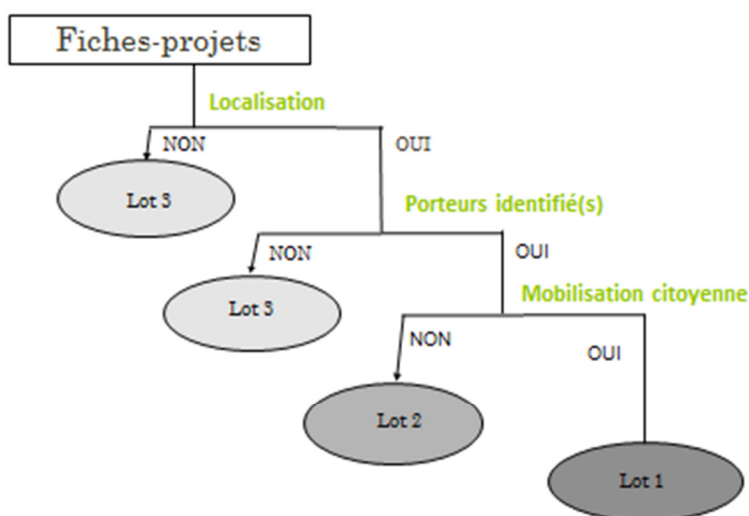 Fiches-projets
Localisation
NON
OUI
Lot 3
Porteurs identifié(s)
NON
OUI
Lot 3
Mobilisation citoyenne
NON
OUI
Lot 2
Lot 1